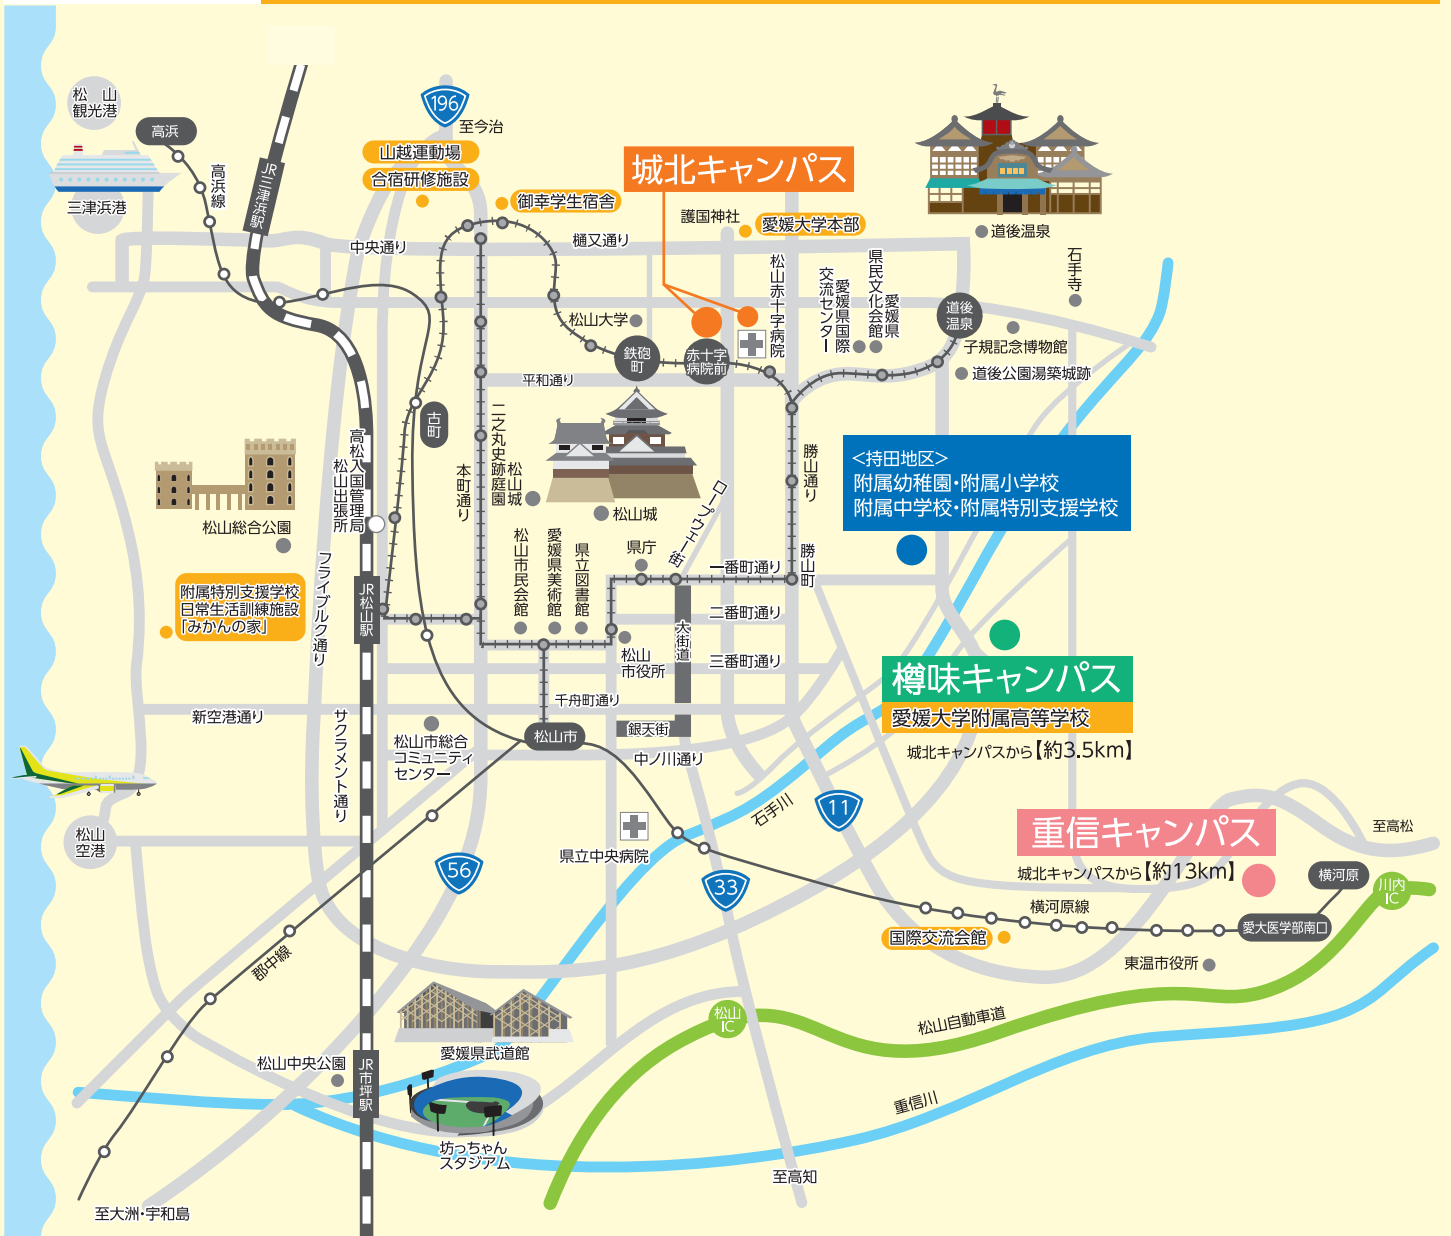 松　山
観光港
高浜
高浜線
三津浜港
JR三津浜駅
196
至今治
山越運動場
合宿研修施設
御幸学生宿舎
中央通り
樋又通り
城北キャンパス
護国神社
愛媛大学本部
道後温泉
石手寺
松山赤十字病院
愛媛県国際
交流センター
愛媛県
県民文化会館
道後
温泉
子規記念博物館
道後公園湯築城跡
松山大学
鉄砲
町
赤十字
病院前
平和通り
古町
高松入国管理局
松山出張所
本町通り
松山城
二之丸史跡庭園
松山城
ロープウェー街
勝山通り
<持田地区>
附属幼稚園・附属小学校
附属中学校・附属特別支援学校
松山総合公園
附属特別支援学校
日常生活訓練施設
「みかんの家」
フライブルク通り
JR松山駅
松山市民会館
愛媛県美術館
県立図書館
県庁
一番町通り
勝山町
二番町通り
大街道
三番町通り
松山
市役所
千舟町通り
新空港通り
サクラメント通り
松山市総合
コミュニティ
センター
松山市
銀天街
中ノ川通り
樽味キャンパス
愛媛大学附属高等学校
城北キャンパスから【約3.5km】
石手川
11
松山
空港
56
県立中央病院
33
重信キャンパス
城北キャンパスから【約13km】
至高松
横河原
川内
IC
横河原線
愛大医学部南口
国際交流会館
東温市役所
郡中線
松山
IC
松山自動車道
愛媛県武道館
松山中央公園
JR市坪駅
重信川
坊っちゃん
スタジアム
至高知
至大洲・宇和島